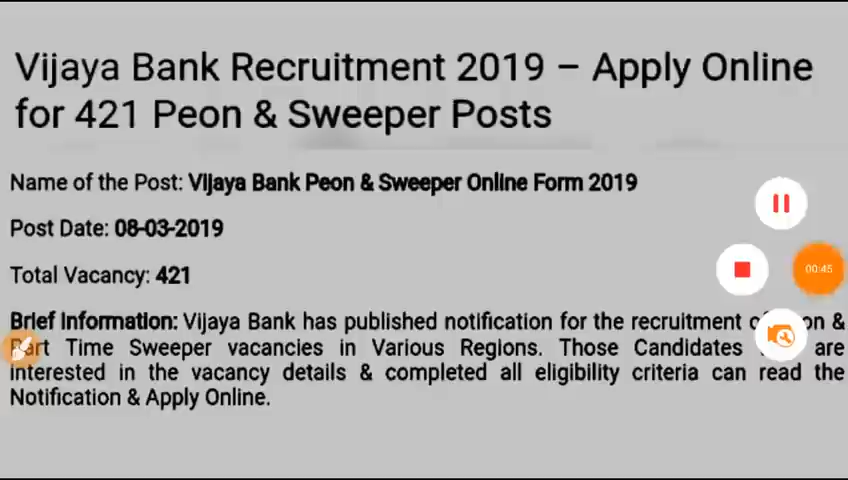 Vijaya Bank Recruitment 2019 – Apply Online
for 421 Peon & Sweeper Posts
Name of the Post: Vijaya Bank Peon & Sweeper Online Form 2019
Post Date: 08-03-2019
Total Vacancy: 421
00:45
Brief Information: Vijaya Bank has published notification for the recruitment &
Part Time Sweeper vacancies in Various Regions. Those Candidates are
interested in the vacancy details & completed all eligibility criteria can read the
Notification & Apply Online.